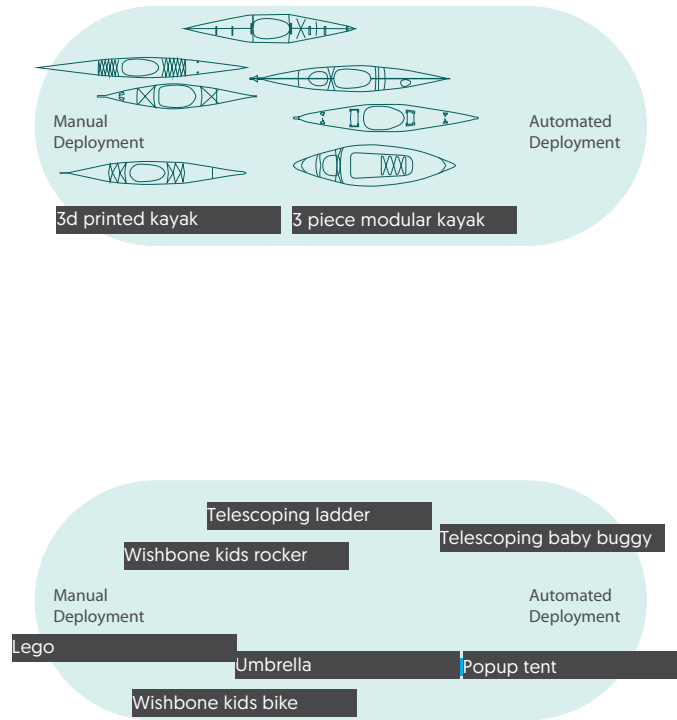 Manual
Deployment
Automated
Deployment
3d printed kayak
3 piece modular kayak
Telescoping ladder
Telescoping baby buggy
Wishbone kids rocker
Manual
Deployment
Automated
Deployment
Lego
Umbrella
Popup tent
Wishbone kids bike